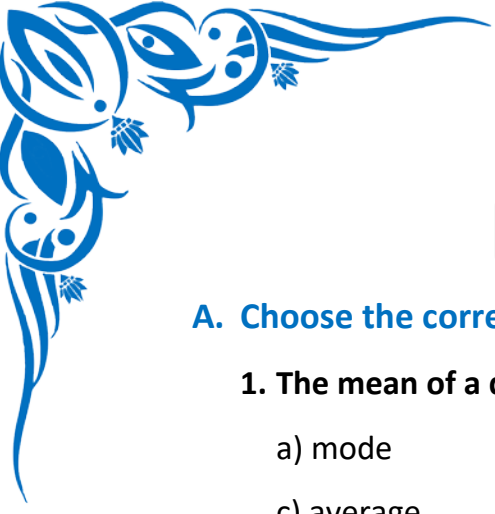 A. Choose the corre
1. The mean of a
a) mode
c) average